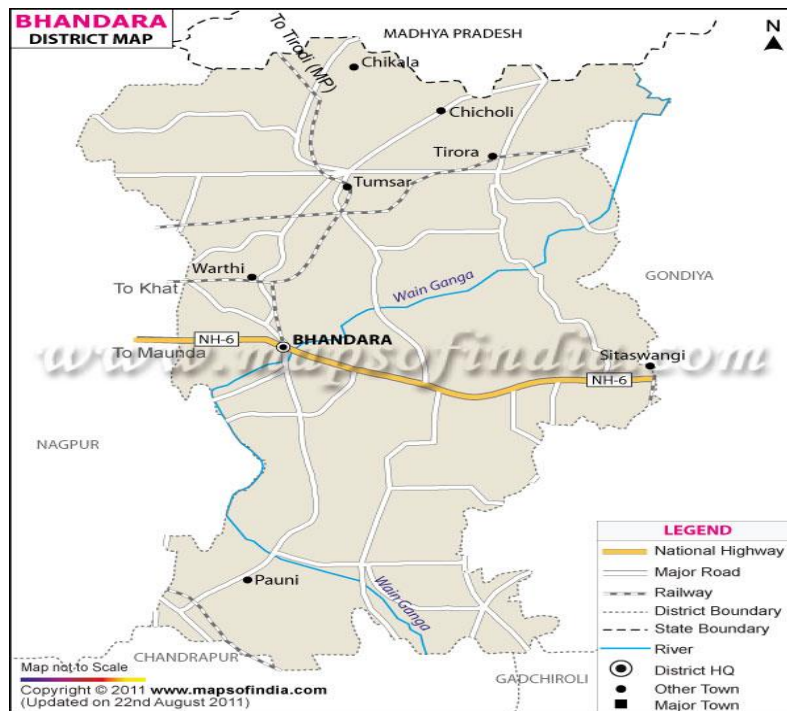 BHANDARA
DISTRICT MAP
MADHYA PRADESH
N
To Tirodi (MP)
Chikala
Chicholi
Tirora
Tumsar
Warthi
To Khat
Wain Ganga
GONDIYA
NH-6
BHANDARA
To Maunda
www.mapsofindia.com
Sitaswangi
NH-6
NAGPUR
Pauni
Wain Ganga
CHANDRAPUR
GADCHIROLI
LEGEND
National Highway
Major Road
Railway
District Boundary
State Boundary
River
District HQ
Other Town
Major Town
Map not to Scale
Copyright © 2011 www.mapsofindia.com
(Updated on 22nd August 2011)